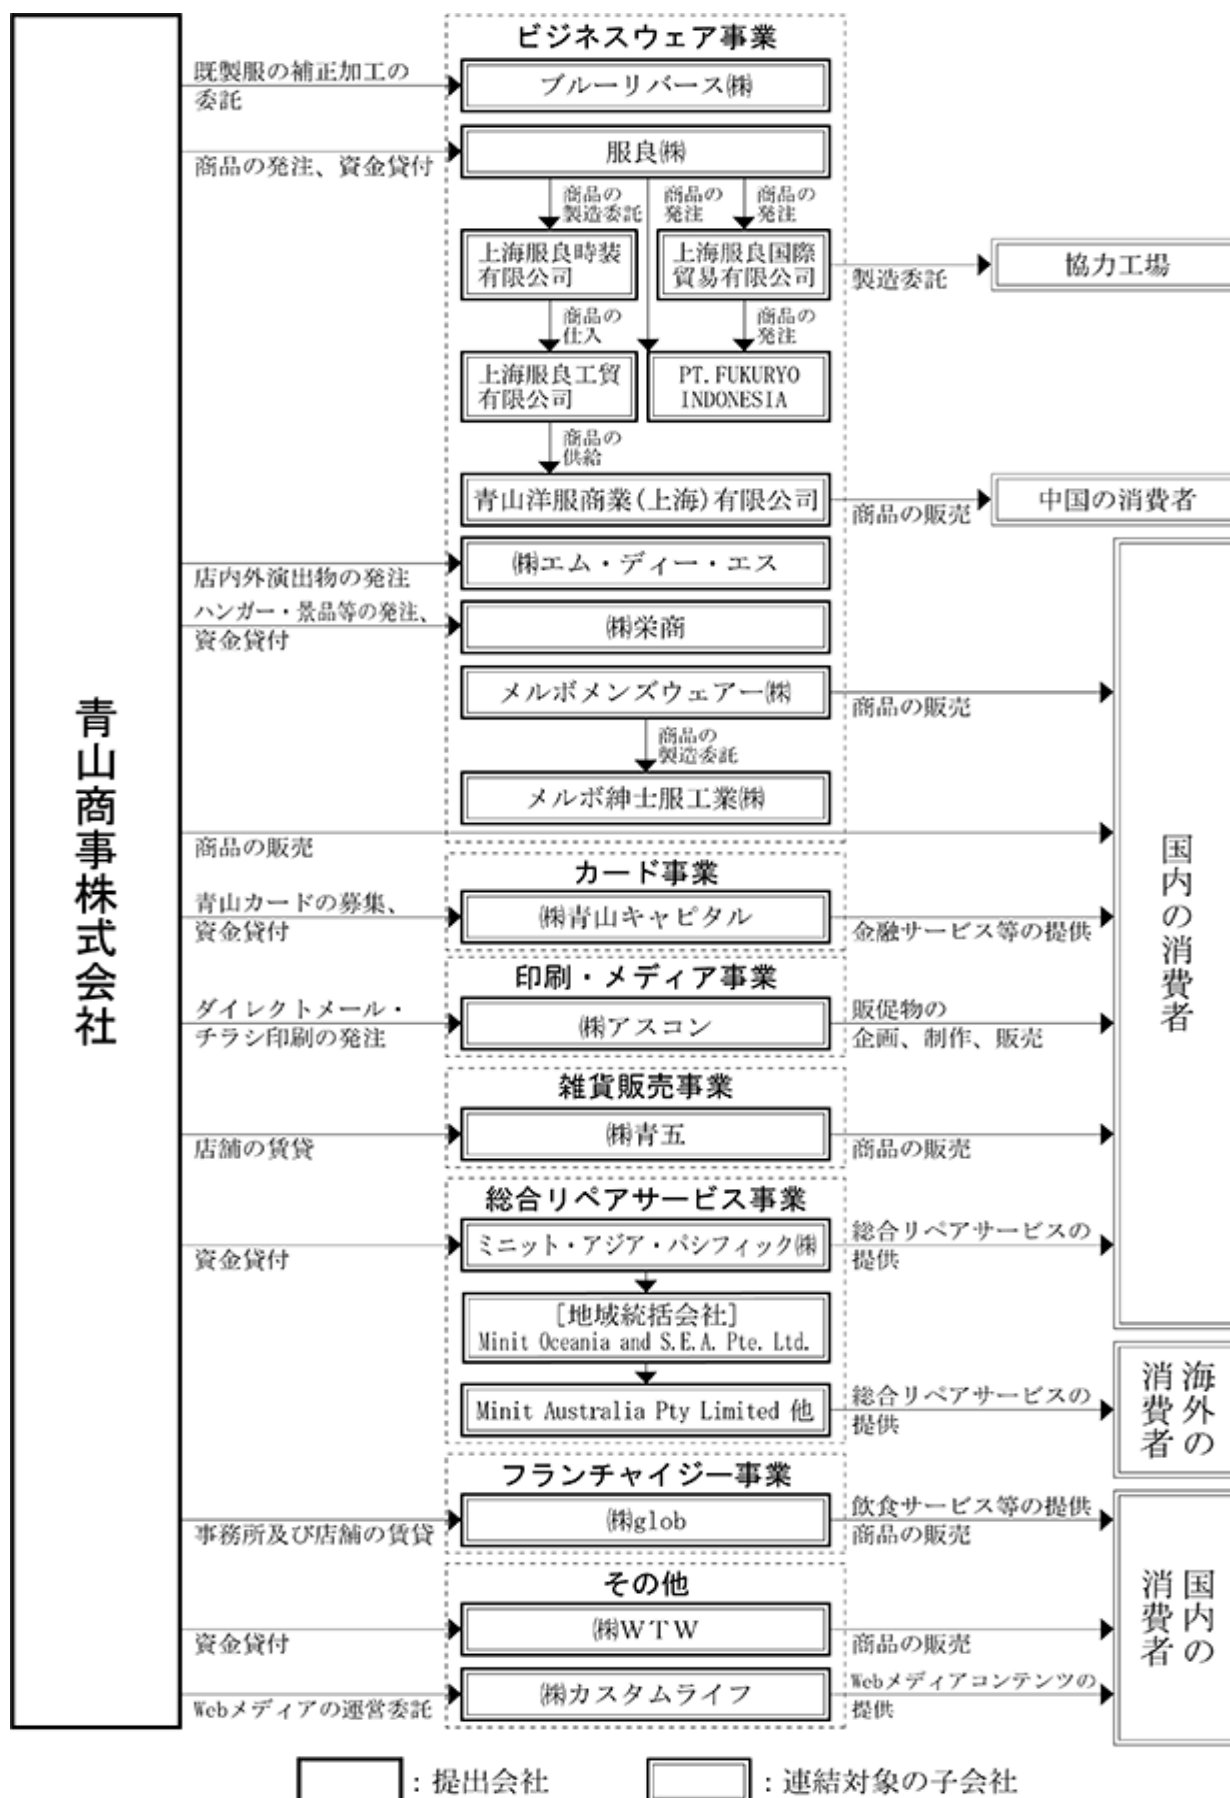 青山商事株式会社
ビジネスウェア事業
既製服の補正加工の
委託
ブルーリバース㈱
商品の発注、資金貸付
服良㈱
商品の
製造委託
商品の
発注
商品の
発注
上海服良時装
有限公司
上海服良国際
貿易有限公司
製造委託
協力工場
商品の
仕入
商品の
発注
上海服良工貿
有限公司
PT.FUKURYO
INDONESIA
商品の
供給
青山洋服商業(上海)有限公司
商品の販売
中国の消費者
店内外演出物の発注
㈱エム・ディー・エス
ハンガー・景品等の発注、
資金貸付
㈱栄商
メルボメンズウェアー㈱
商品の販売
商品の
製造委託
メルボ紳士服工業㈱
商品の販売
国内の消費者
カード事業
青山カードの募集、
資金貸付
㈱青山キャピタル
金融サービス等の提供
印刷・メディア事業
ダイレクトメール・
チラシ印刷の発注
㈱アスコン
販促物の
企画、制作、販売
雑貨販売事業
店舗の賃貸
㈱青五
商品の販売
総合リペアサービス事業
資金貸付
ミニット・アジア・パシフィック㈱
総合リペアサービスの
提供
[地域統括会社]
Minit Oceania and S.E.A. Pte. Ltd.
Minit Australia Pty Limited 他
総合リペアサービスの
提供
海外の
消費者
フランチャイジー事業
事務所及び店舗の賃貸
㈱glob
飲食サービス等の提供
商品の販売
国内の
消費者
その他
資金貸付
㈱WTW
商品の販売
Webメディアの運営委託
㈱カスタムライフ
Webメディアコンテンツの
提供
：提出会社
：連結対象の子会社